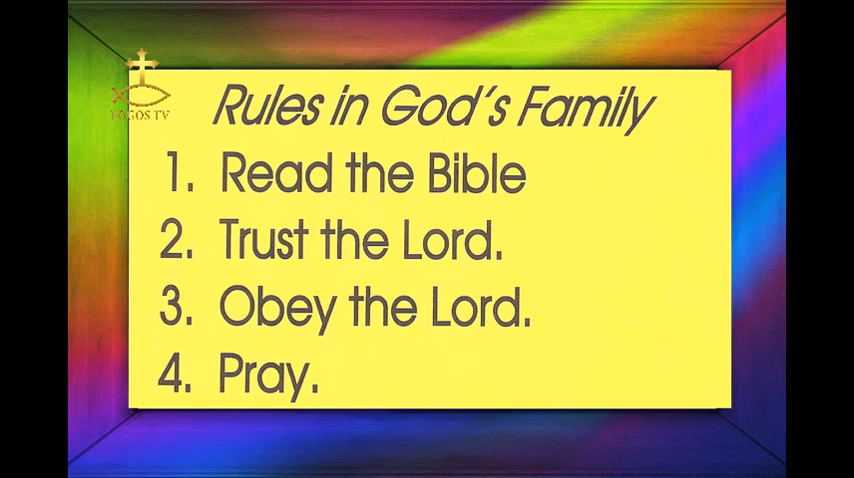 LOGOS TV
Rules in God's Family
1. Read the Bible
2. Trust the Lord.
3. Obey the Lord.
4. Pray.